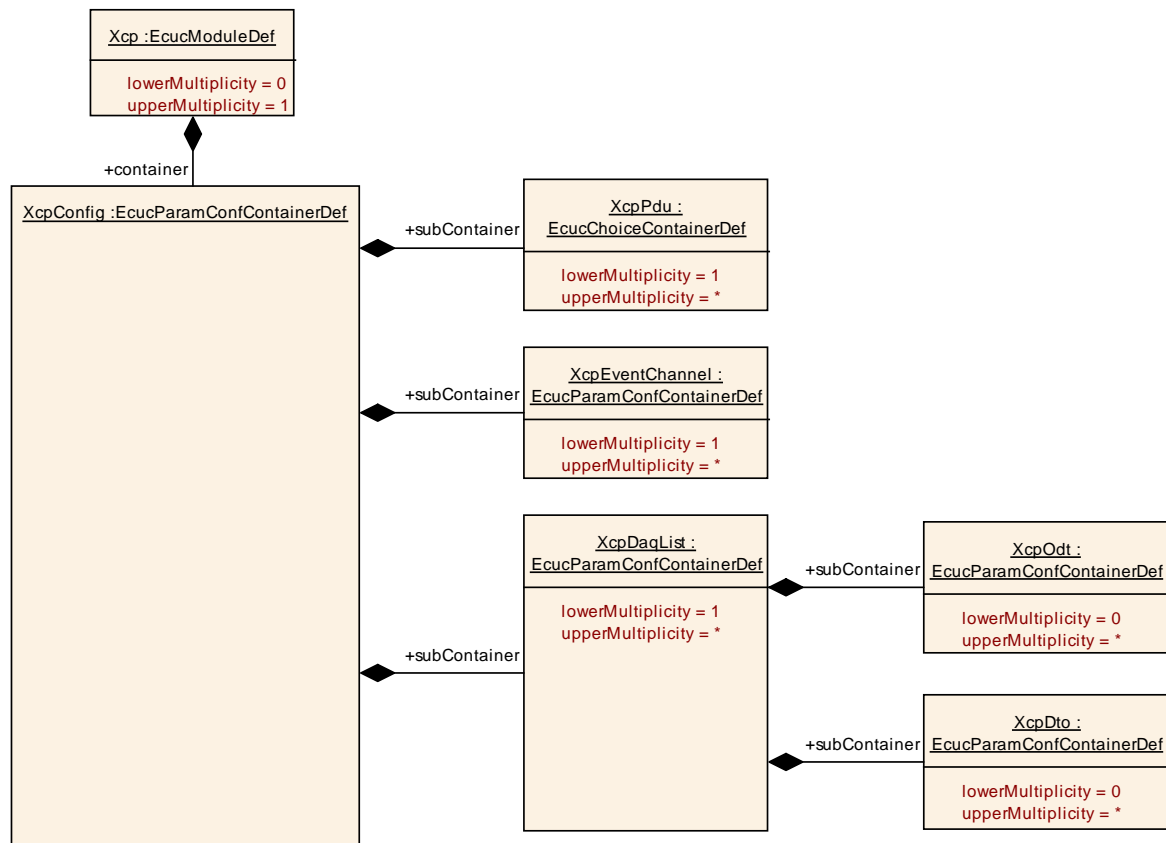 Xcp :EcucModuleDef
lowerMultiplicity = 0
upperMultiplicity = 1
+container
XcpConfig :EcucParamConfContainerDef
+subContainer
XcpPdu :
EcucChoiceContainerDef
lowerMultiplicity = 1
upperMultiplicity = *
+subContainer
XcpEventChannel :
EcucParamConfContainerDef
lowerMultiplicity = 1
upperMultiplicity = *
+subContainer
XcpDaqList :
EcucParamConfContainerDef
lowerMultiplicity = 1
upperMultiplicity = *
+subContainer
XcpOdt :
EcucParamConfContainerDef
lowerMultiplicity = 0
upperMultiplicity = *
+subContainer
XcpDto :
EcucParamConfContainerDef
lowerMultiplicity = 0
upperMultiplicity = *